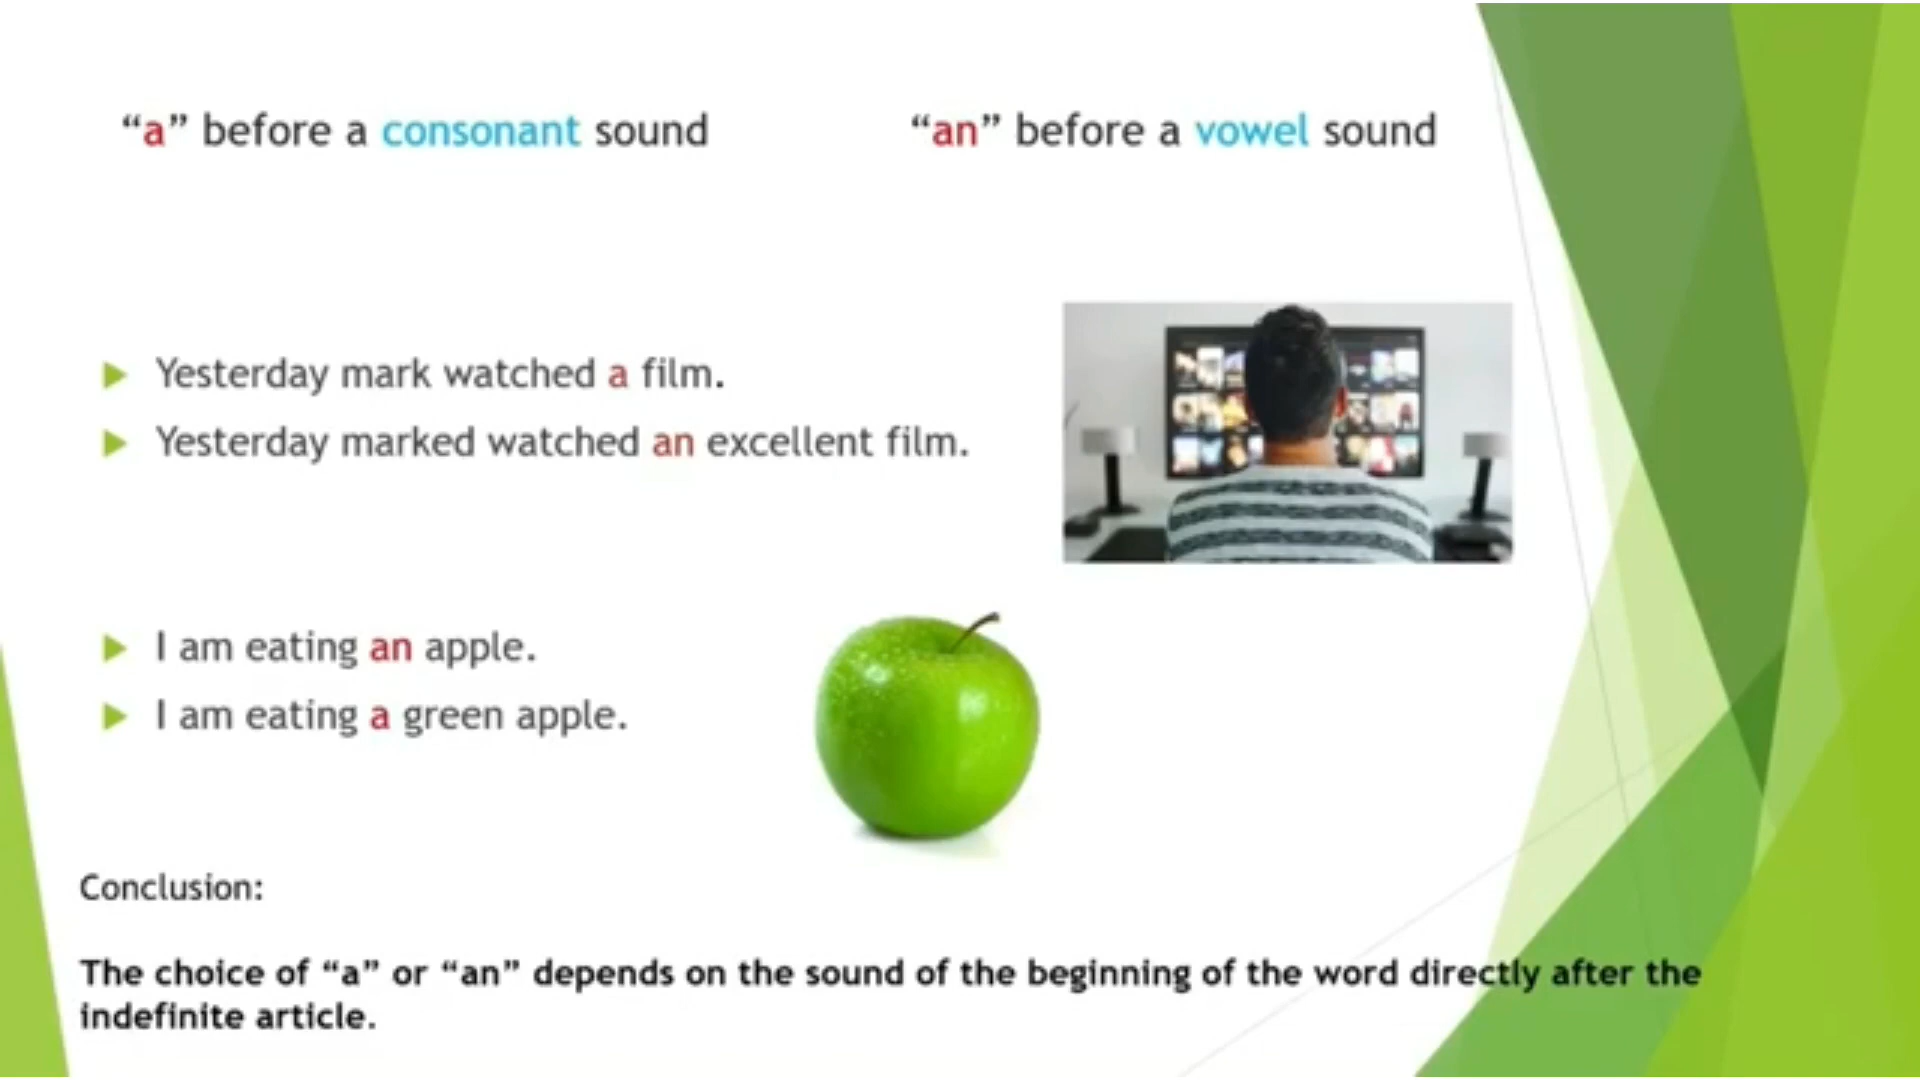 “a” before a consonant sound
“an” before a vowel sound
Yesterday mark watched a film.
Yesterday marked watched an excellent film.
I am eating an apple.
I am eating a green apple.
Conclusion:
The choice of “a” or “an” depends on the sound of the beginning of the word directly after the
indefinite article.